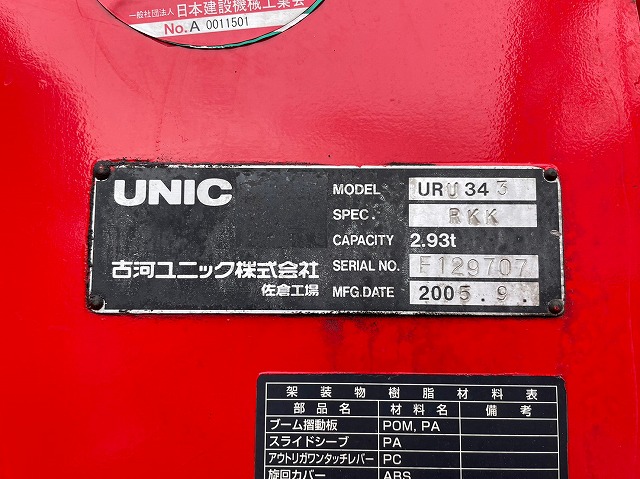 一般社団法人 日本建設機械工業会
No.A 0011501
UNIC
MODEL URU343
SPEC. RKK
CAPACITY 2.93t
古河ユニック株式会社
SERIAL NO. F129707
佐倉工場
MFG.DATE 2005.9.
架装物樹脂材料表
部品名 材料名 備考
ブーム摺動板 POM, PA
スライドシーブ PA
アウトリガワンタッチレバー PC
旋回カバー ABS